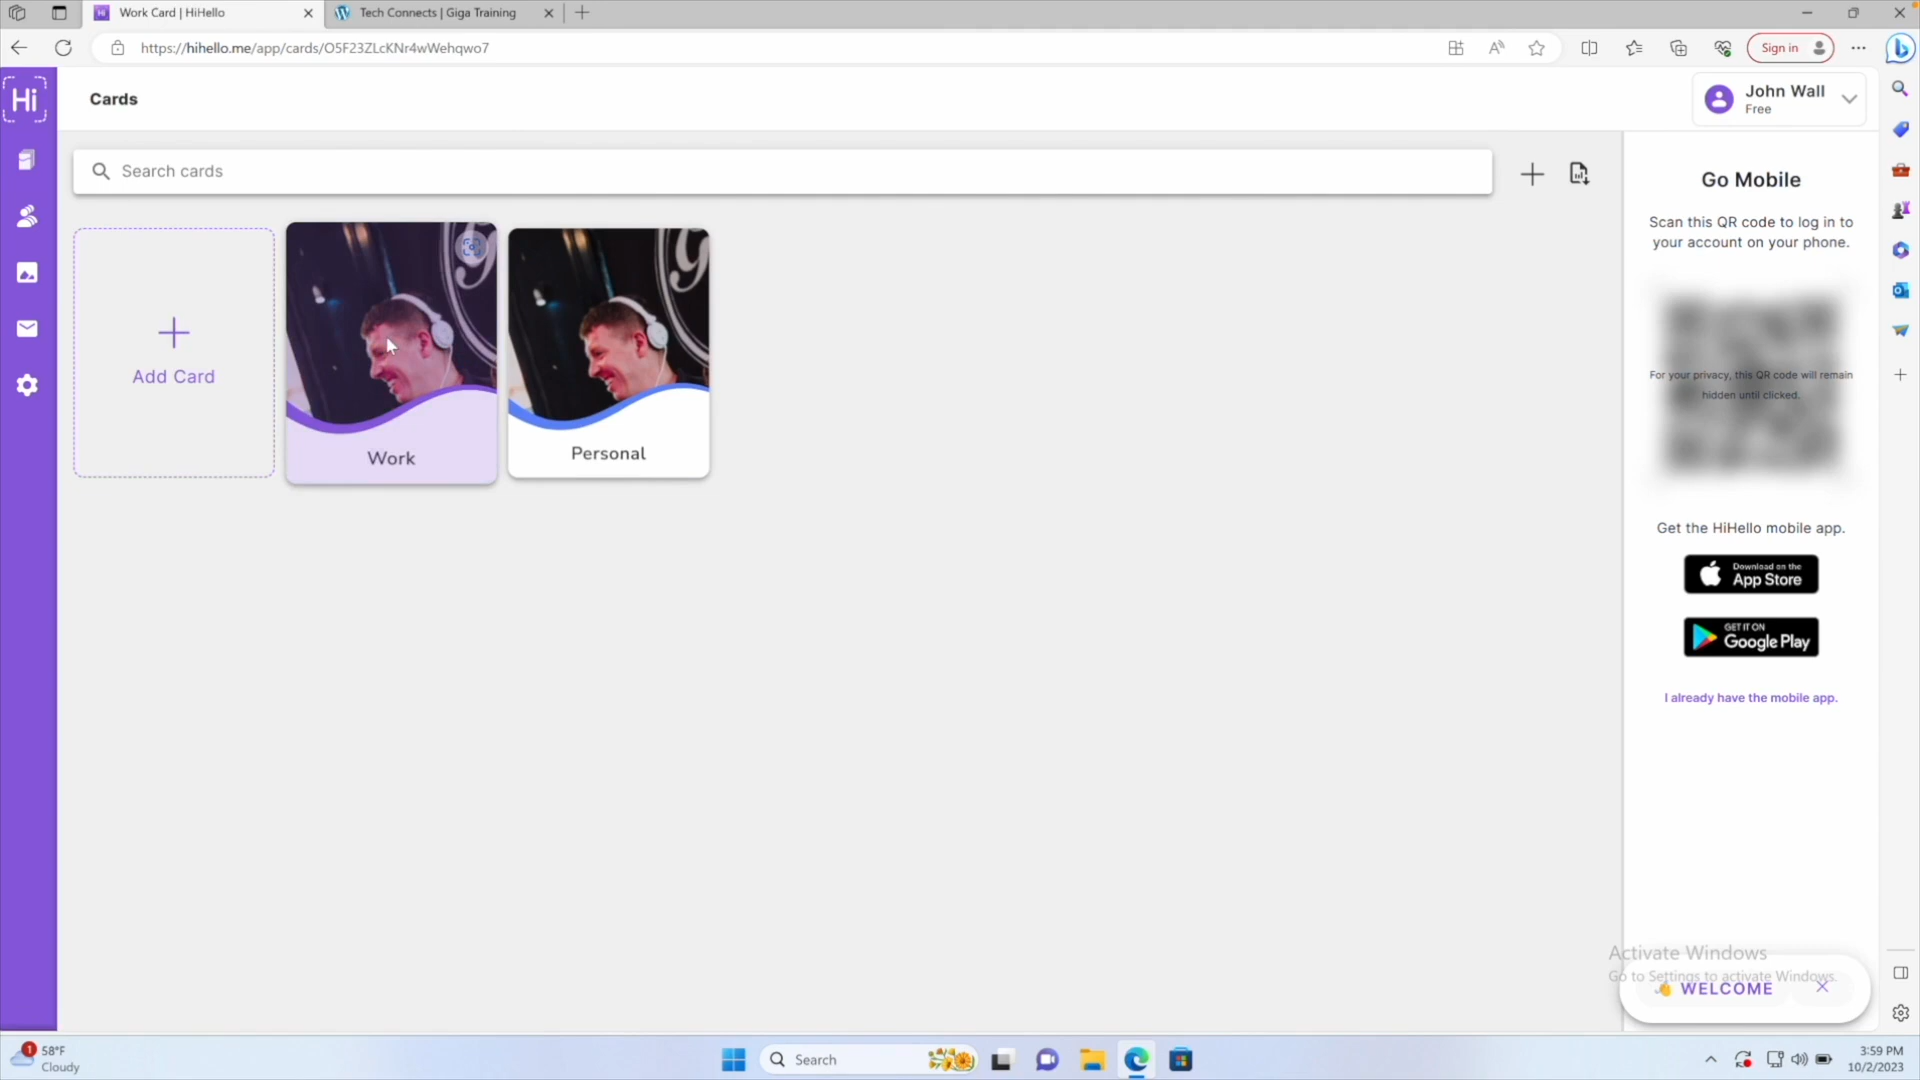 Work Card | HiHello
Tech Connects | Giga Training
https://hihello.me/app/cards/O5F23ZLcKNr4wWehqwo7
Sign in
Hi
Cards
John Wall
Free
Search cards
Add Card
Work
Personal
Go Mobile
Scan this QR code to log in to
your account on your phone.
For your privacy, this QR code will remain
hidden until clicked.
Get the HiHello mobile app.
Download on the
App Store
GET IT ON
Google Play
I already have the mobile app.
Activate Windows
Go to Settings to activate Windows.
WELCOME
1
58°F
Cloudy
Search
3:59 PM
10/2/2023